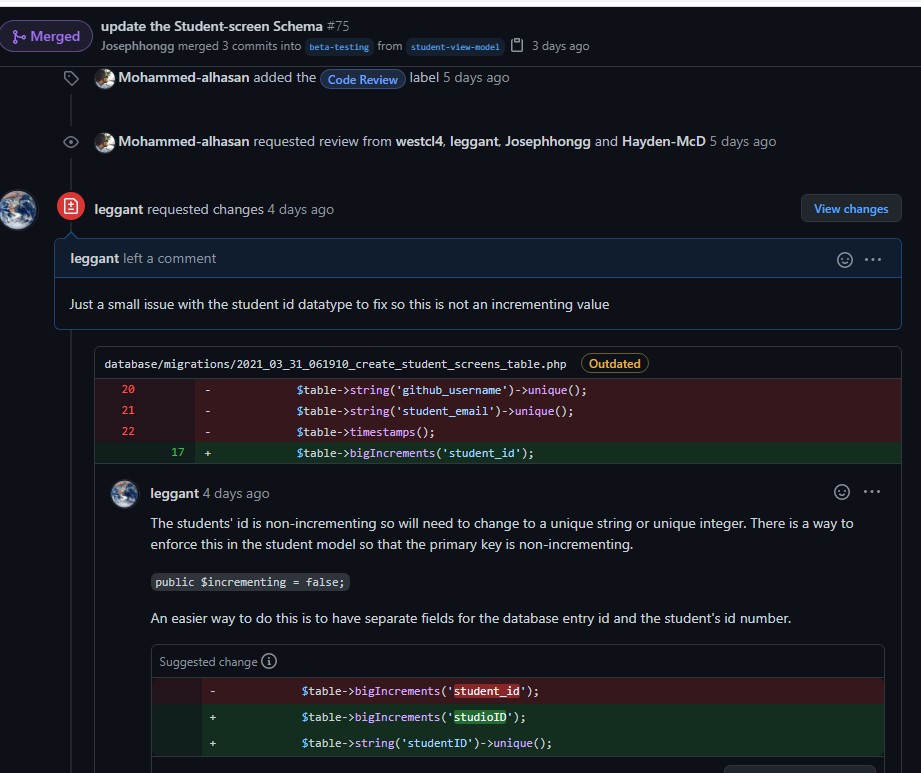 Merged
update the Student-screen Schema #75
Josephhongg merged 3 commits into beta-testing from student-view-model 3 days ago
Mohammed-alhasan added the Code Review label 5 days ago
Mohammed-alhasan requested review from westcl4, leggant, Josephhongg and Hayden-McD 5 days ago
leggant requested changes 4 days ago
View changes
leggant left a comment
Just a small issue with the student id datatype to fix so this is not an incrementing value
database/migrations/2021_03_31_061910_create_student_screens_table.php Outdated
20 - $table->string('github_username')->unique();
21 - $table->string('student_email')->unique();
22 - $table->timestamps();
17 + $table->bigIncrements('student_id');
leggant 4 days ago
The students' id is non-incrementing so will need to change to a unique string or unique integer. There is a way to
enforce this in the student model so that the primary key is non-incrementing.
public $incrementing = false;
An easier way to do this is to have separate fields for the database entry id and the student's id number.
Suggested change
- $table->bigIncrements('student_id');
+ $table->bigIncrements('studioID');
+ $table->string('studentID')->unique();